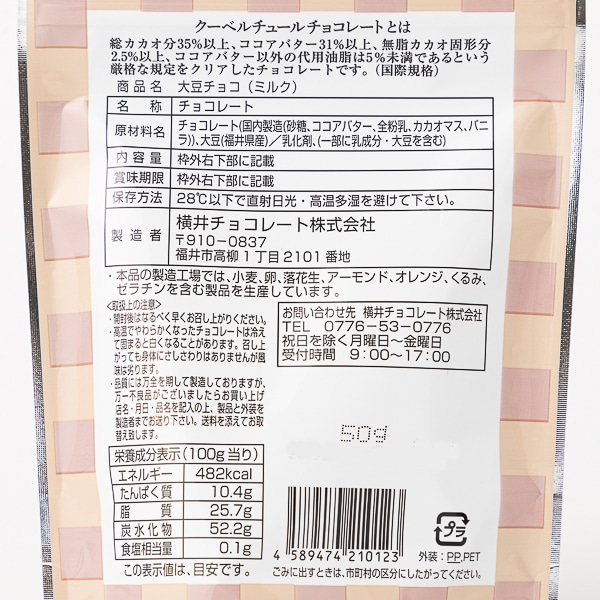 クーベルチュールチョコレートとは
総カカオ分35%以上、ココアバター31%以上、無脂カカオ固形分
2.5%以上、ココアバター以外の代用油脂は5%未満であるという
厳格な規定をクリアしたチョコレートです。(国際規格)
商品名 大豆チョコ(ミルク)
名称 チョコレート
原材料名 チョコレート(国内製造(砂糖、ココアバター、全粉乳、カカオマス、バニ
ラ))、大豆(福井県産)/乳化剤、(一部に乳成分・大豆を含む)
内容量 枠外右下部に記載
賞味期限 枠外右下部に記載
保存方法 28℃以下で直射日光・高温多湿を避けて下さい。
製造者 横井チョコレート株式会社
〒910-0837
福井市高柳1丁目2101番地
・本品の製造工場では、小麦、卵、落花生、アーモンド、オレンジ、くるみ、
ゼラチンを含む製品を生産しています。
<取扱上の注意>
・開封後はなるべく早くお召し上がりください。
・高温でやわらかくなったチョコレートは冷え
て固まると白くなることがあります。召し上
がっても身体にさしさわりはありませんが風
味は劣ります。
・品質には万全を期して製造しておりますが、
万一不良品がございましたらお買い上げ
店名・月日・品名を記入の上、製品と外装を
製造者までお送り下さい。送料を添えてお取
替え致します。
お問い合わせ先 横井チョコレート株式会社
TEL 0776-53-0776
祝日を除く月曜日〜金曜日
受付時間 9:00〜17:00
50g
栄養成分表示(100g当り)
エネルギー 482kcal
たんぱく質 10.4g
脂質 25.7g
炭水化物 52.2g
食塩相当量 0.1g
この表示値は、目安です。
4 589474 210123
プラ
外装:PP,PET
ごみに出すときは、市町村の区分にしたがってください。